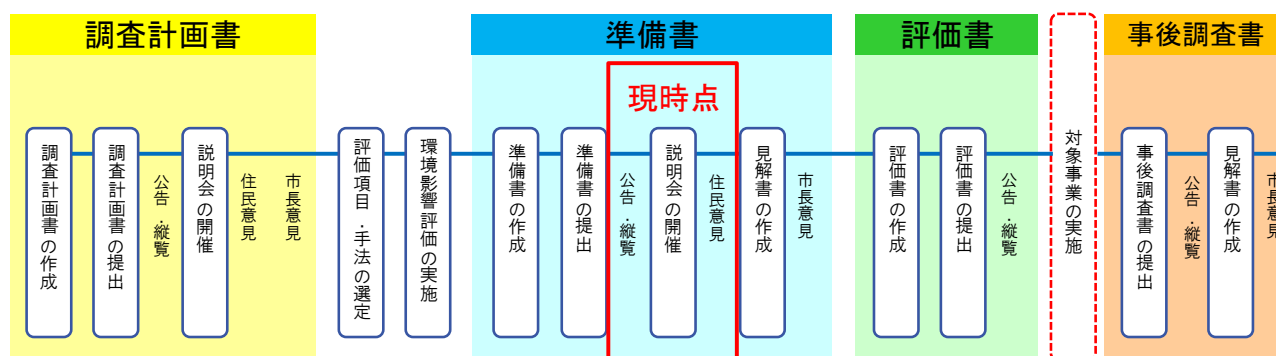 調査計画書
調査計画書の作成
調査計画書の提出
公告・縦覧
説明会の開催
住民意見
市長意見
評価項目・手法の選定
環境影響評価の実施
準備書
現時点
準備書の作成
準備書の提出
公告・縦覧
説明会の開催
住民意見
見解書の作成
市長意見
評価書
評価書の作成
評価書の提出
公告・縦覧
対象事業の実施
事後調査書
事後調査書の提出
公告・縦覧
見解書の作成
市長意見